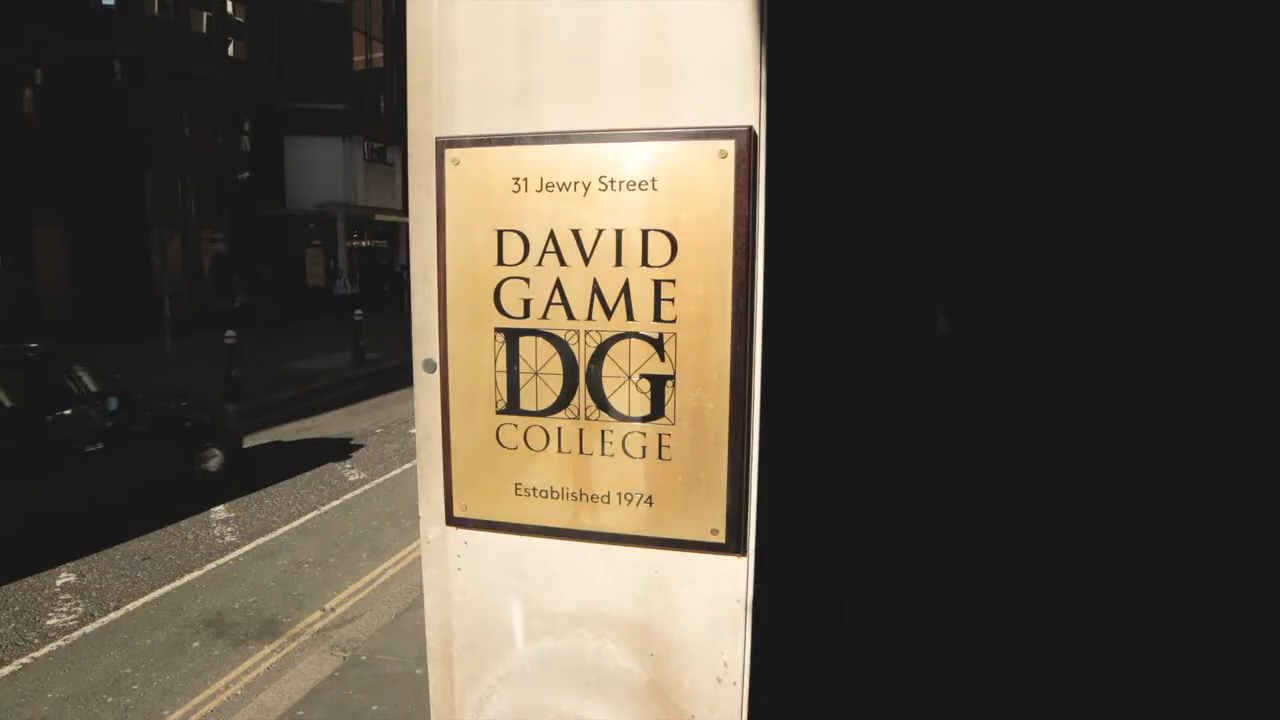 31 Jewry Street
DAVID
GAME
DG
COLLEGE
Established 1974